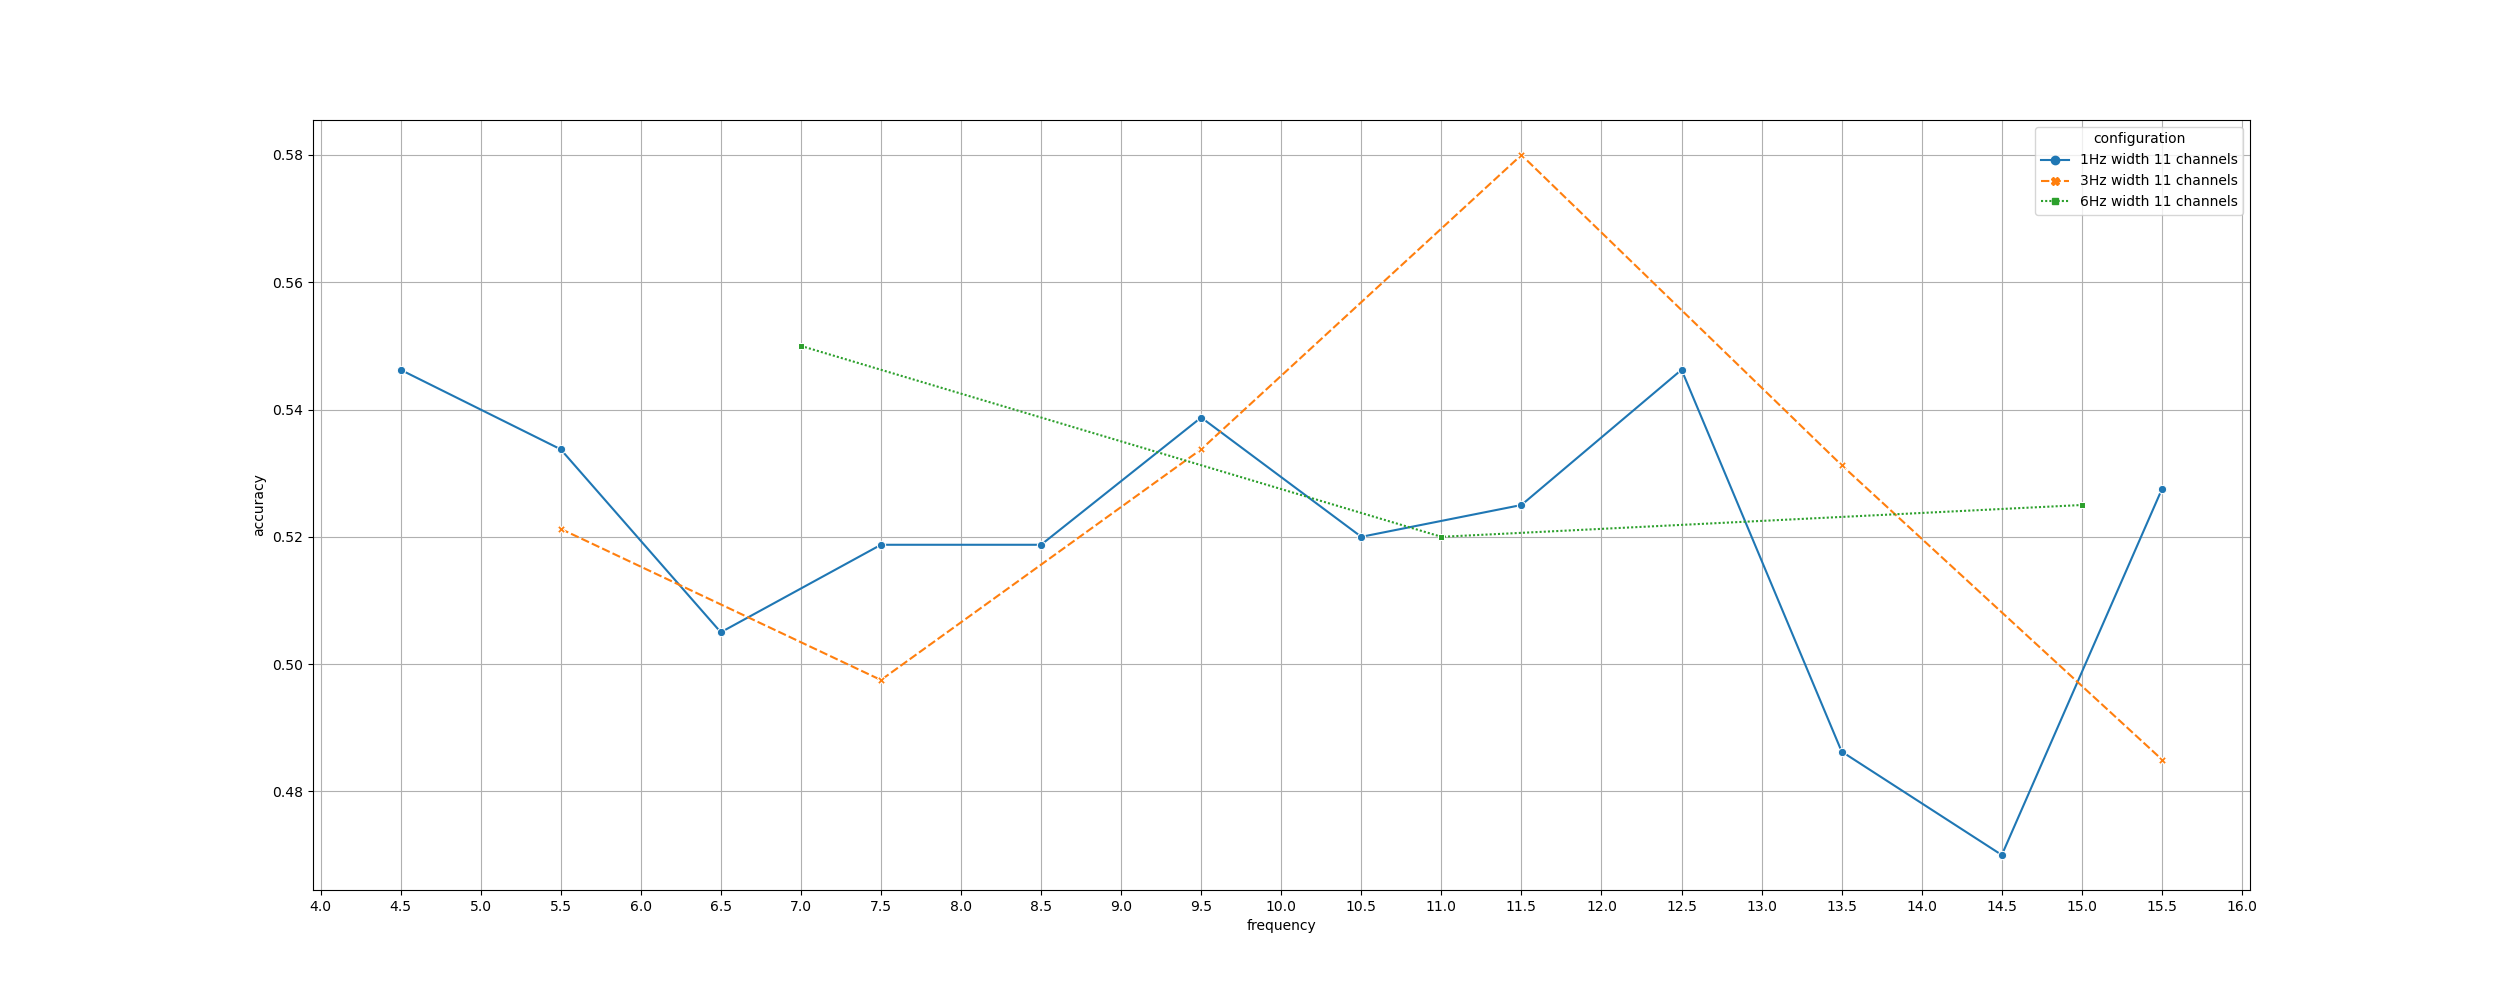 configuration
1Hz width 11 channels
3Hz width 11 channels
6Hz width 11 channels
0.58
0.56
0.54
0.52
0.50
0.48
accuracy
4.0 4.5 5.0 5.5 6.0 6.5 7.0 7.5 8.0 8.5 9.0 9.5 10.0 10.5 11.0 11.5 12.0 12.5 13.0 13.5 14.0 14.5 15.0 15.5 16.0
frequency